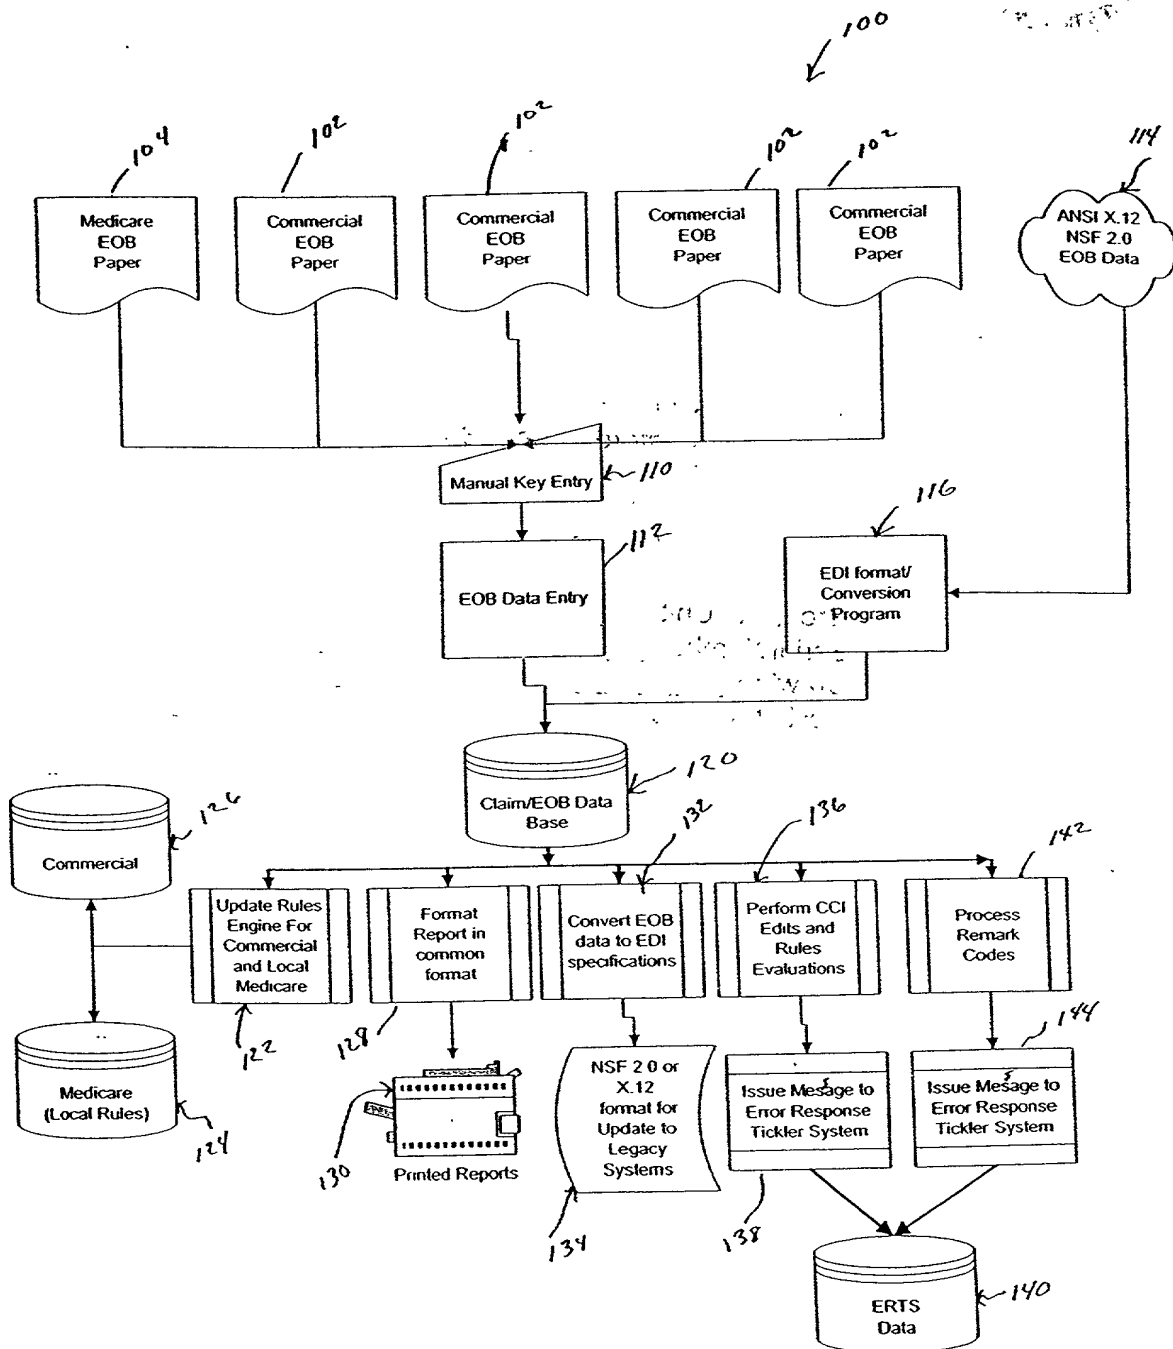 100
104
102
102
102
102
114
Medicare
EOB
Paper
Commercial
EOB
Paper
Commercial
EOB
Paper
Commercial
EOB
Paper
Commercial
EOB
Paper
ANSI X.12
NSF 2.0
EOB Data
Manual Key Entry
110
112
116
EOB Data Entry
EDI format/
Conversion
Program
120
Claim/EOB Data
Base
126
Commercial
132
136
142
Update Rules
Engine For
Commercial
and Local
Medicare
Format
Report in
common
format
Convert EOB
data to EDI
specifications
Perform CCI
Edits and
Rules
Evaluations
Process
Remark
Codes
122
128
144
Medicare
(Local Rules)
124
130
Printed Reports
NSF 2 0 or
X.12
format for
Update to
Legacy
Systems
134
Issue Mesage to
s
Error Response
Tickler System
138
Issue Mesage to
s
Error Response
Tickler System
ERTS
Data
140